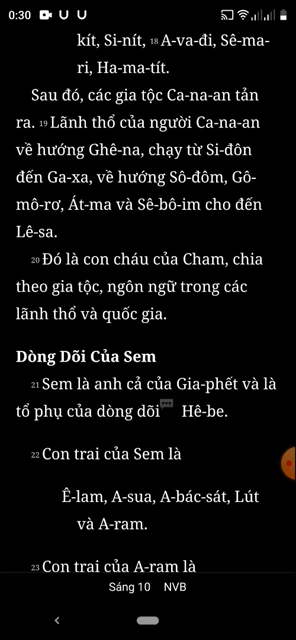 0:30
kít, Si-nít, 18 A-va-đi, Sê-ma-
ri, Ha-ma-tít.
Sau đó, các gia tộc Ca-na-an tản
ra. 19 Lãnh thổ của người Ca-na-an
về hướng Ghê-na, chạy từ Si-đôn
đến Ga-xa, về hướng Sô-đôm, Gô-
mô-rơ, Át-ma và Sê-bô-im cho đến
Lê-sa.
20 Đó là con cháu của Cham, chia
theo gia tộc, ngôn ngữ trong các
lãnh thổ và quốc gia.
Dòng Dõi Của Sem
21 Sem là anh cả của Gia-phết và là
tổ phụ của dòng dõi Hê-be.
22 Con trai của Sem là
Ê-lam, A-sua, A-bác-sát, Lút
và A-ram.
23 Con trai của A-ram là
Sáng 10 NVB